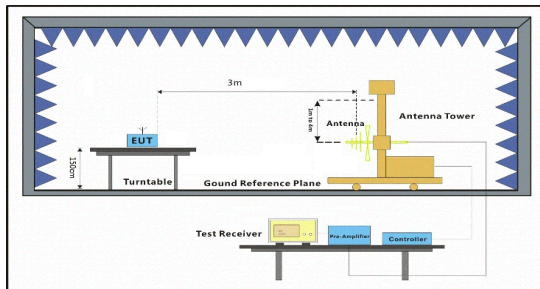 3m
1m to 4m
Antenna
Antenna Tower
EUT
150cm
Turntable
Gound Reference Plane
Test Receiver
Pre-Amplifier
Controller